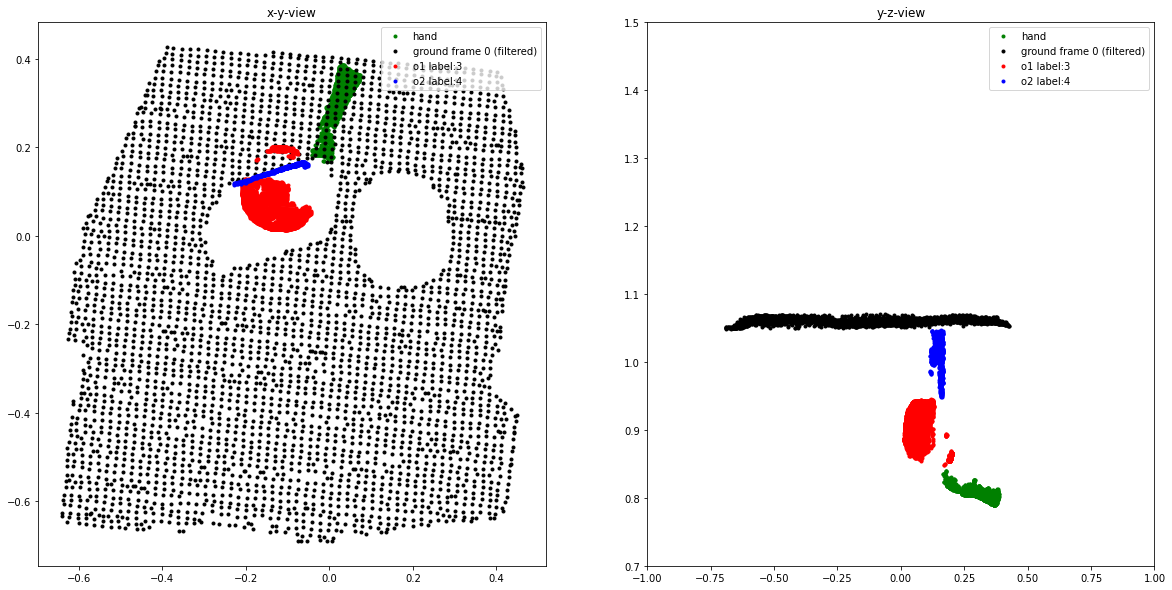 x-y-view
hand
ground frame 0 (filtered)
o1 label:3
o2 label:4
0.4
0.2
0.0
−0.2
−0.4
−0.6
−0.6 −0.4 −0.2 0.0 0.2 0.4
y-z-view
hand
ground frame 0 (filtered)
o1 label:3
o2 label:4
1.5
1.4
1.3
1.2
1.1
1.0
0.9
0.8
0.7
−1.00 −0.75 −0.50 −0.25 0.00 0.25 0.50 0.75 1.00